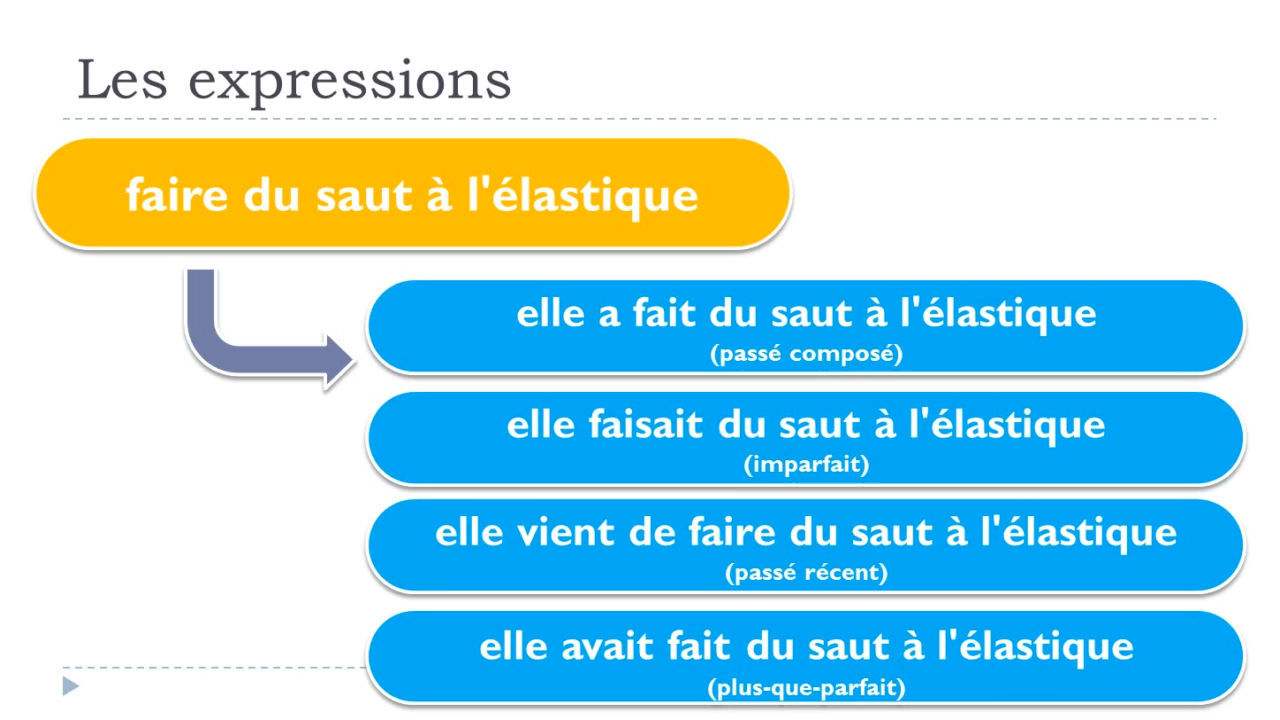 Les expressions
faire du saut à l'élastique
elle a fait du saut à l'élastique
(passé composé)
elle faisait du saut à l'élastique
(imparfait)
elle vient de faire du saut à l'élastique
(passé récent)
elle avait fait du saut à l'élastique
(plus-que-parfait)